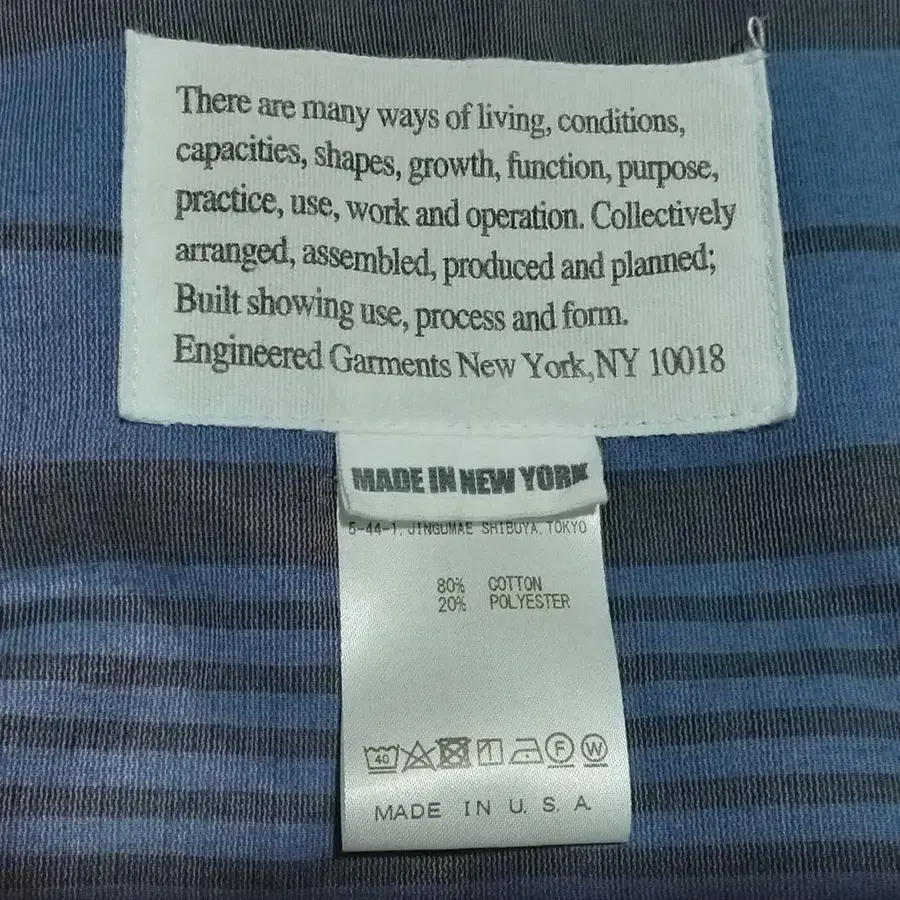 There are many ways of living, conditions,
capacities, shapes, growth, function, purpose,
practice, use, work and operation. Collectively
arranged, assembled, produced and planned;
Built showing use, process and form.
Engineered Garments New York,NY 10018
MADE IN NEW YORK
5-44-1, JINGUMAE SHIBUYA, TOKYO
80% COTTON
20% POLYESTER
40 F W
MADE IN U. S. A.